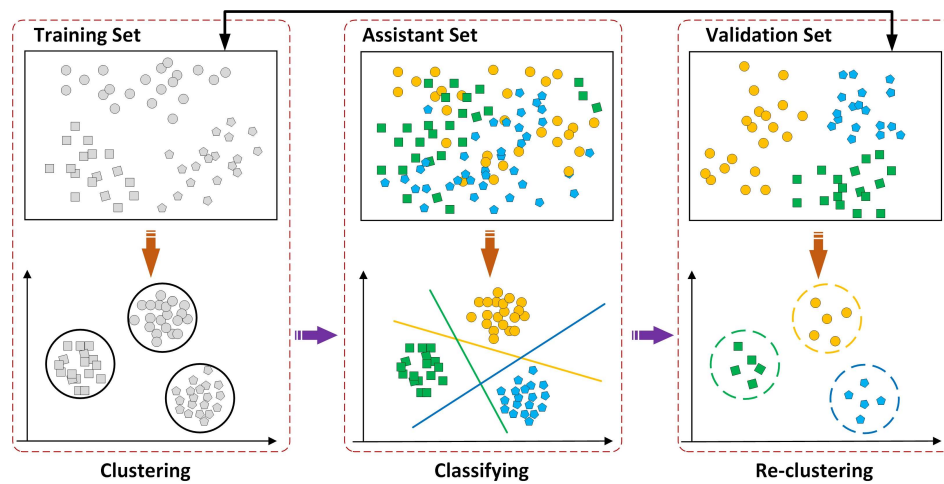 Training Set
Assistant Set
Validation Set
Clustering
Classifying
Re-clustering